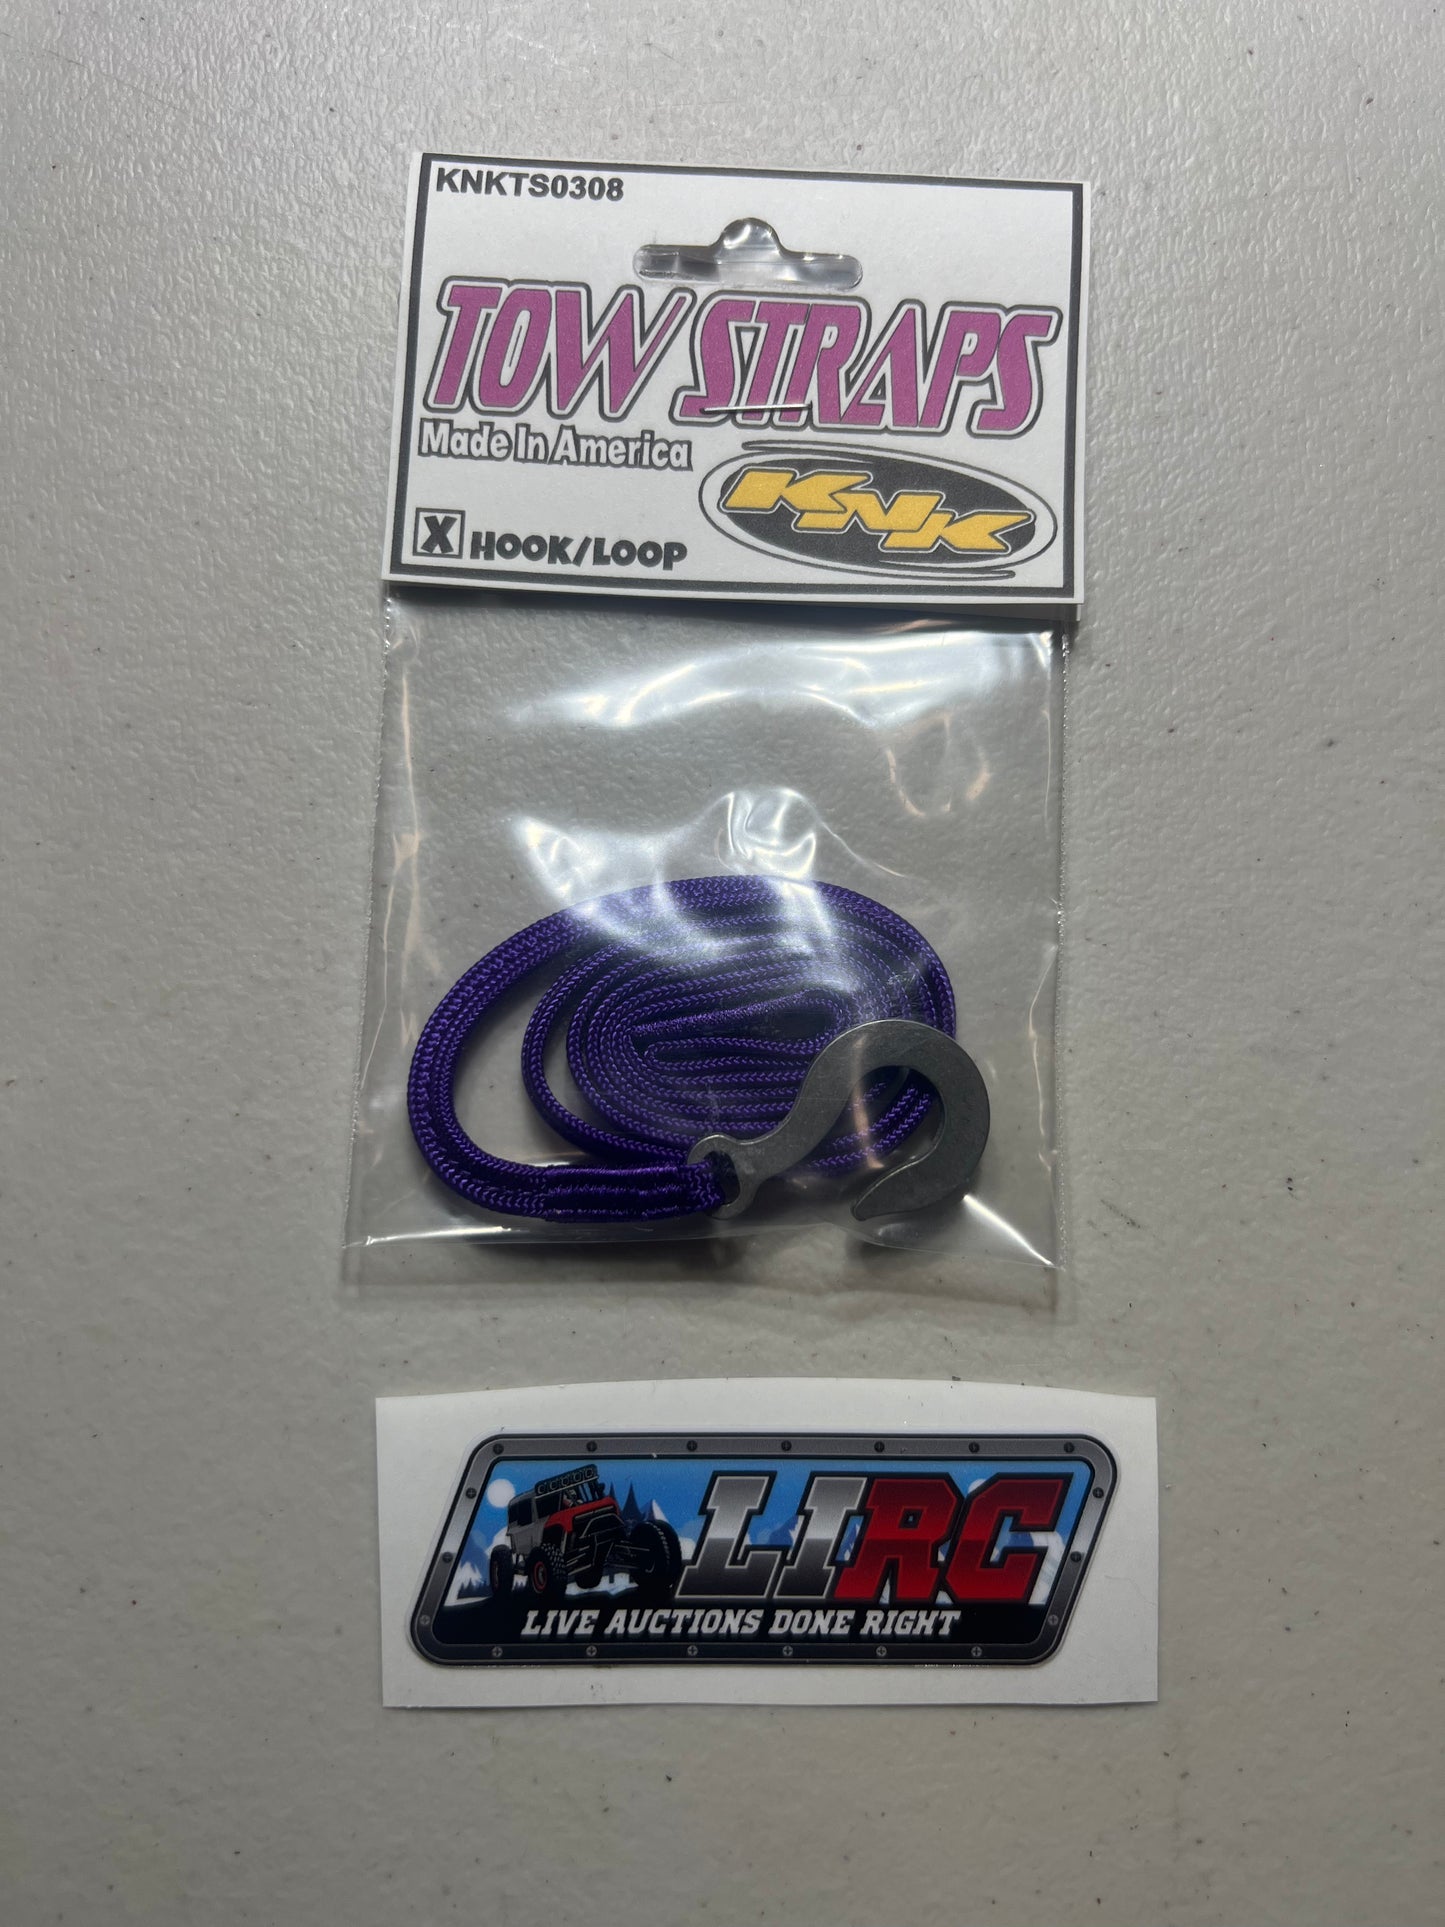 KNKTS0308
TOW STRAPS
Made In America
KNK
X HOOK/LOOP
LIRC
LIVE AUCTIONS DONE RIGHT